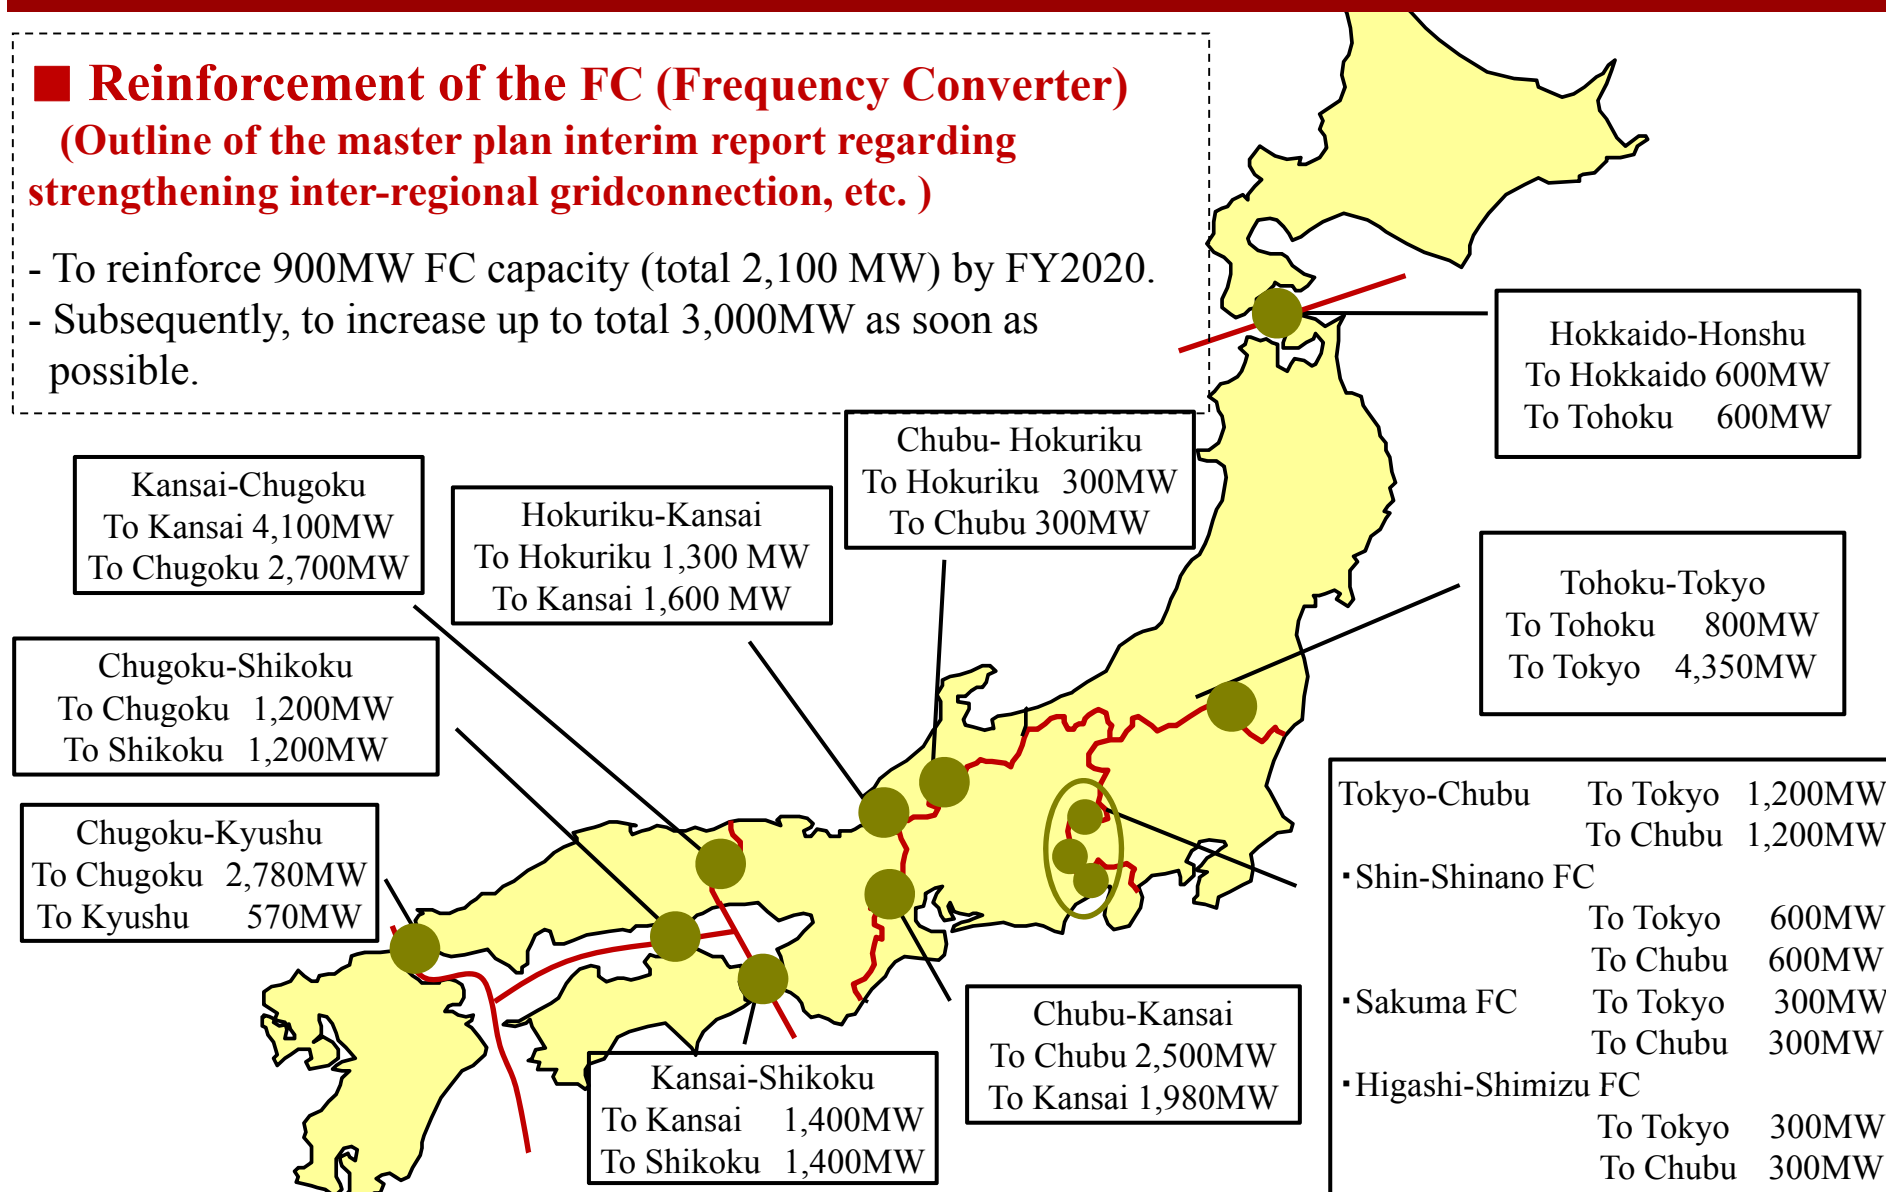 ■ Reinforcement of the FC (Frequency Converter)
(Outline of the master plan interim report regarding
strengthening inter-regional gridconnection, etc. )
- To reinforce 900MW FC capacity (total 2,100 MW) by FY2020.
- Subsequently, to increase up to total 3,000MW as soon as
possible.
Hokkaido-Honshu
To Hokkaido 600MW
To Tohoku 600MW
Chubu- Hokuriku
To Hokuriku 300MW
To Chubu 300MW
Kansai-Chugoku
To Kansai 4,100MW
To Chugoku 2,700MW
Hokuriku-Kansai
To Hokuriku 1,300 MW
To Kansai 1,600 MW
Tohoku-Tokyo
To Tohoku 800MW
To Tokyo 4,350MW
Chugoku-Shikoku
To Chugoku 1,200MW
To Shikoku 1,200MW
Chugoku-Kyushu
To Chugoku 2,780MW
To Kyushu 570MW
Tokyo-Chubu To Tokyo 1,200MW
To Chubu 1,200MW
・Shin-Shinano FC
To Tokyo 600MW
To Chubu 600MW
・Sakuma FC To Tokyo 300MW
To Chubu 300MW
・Higashi-Shimizu FC
To Tokyo 300MW
To Chubu 300MW
Chubu-Kansai
To Chubu 2,500MW
To Kansai 1,980MW
Kansai-Shikoku
To Kansai 1,400MW
To Shikoku 1,400MW